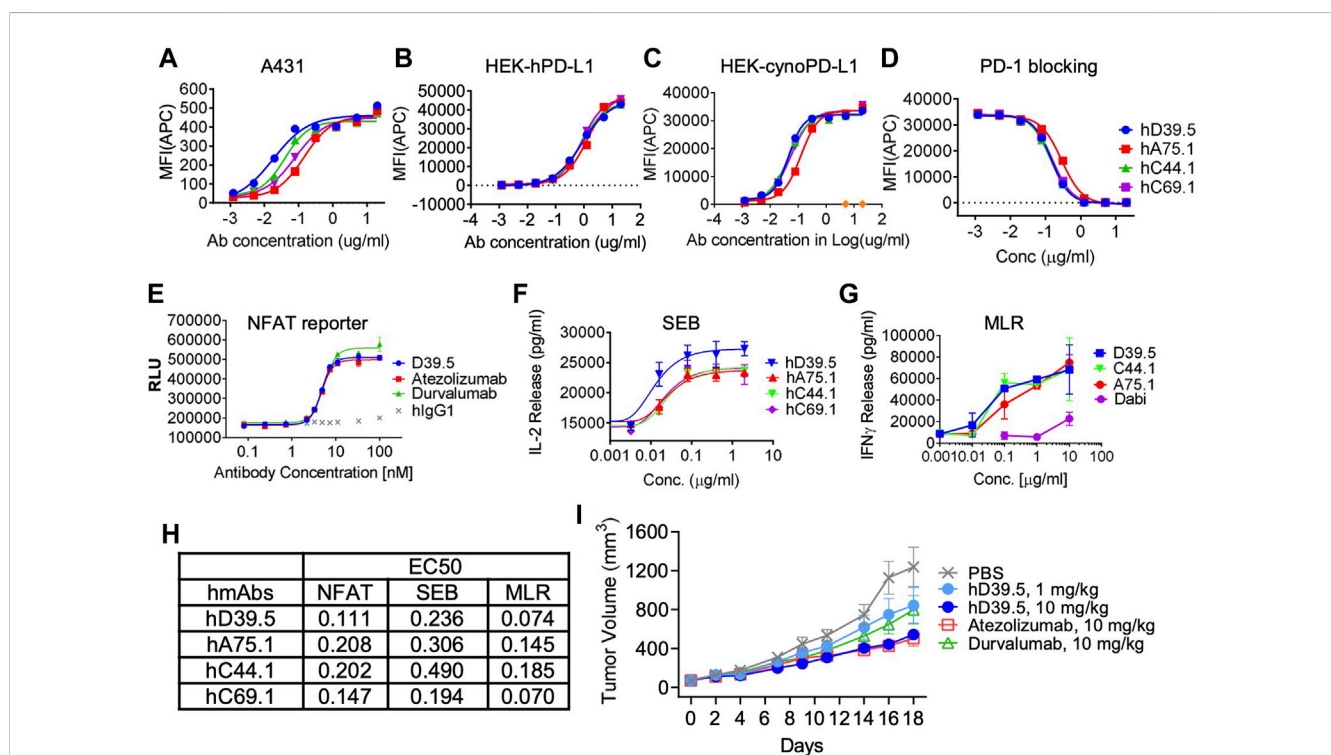 A
A431
MFI(APC)
600
500
400
300
200
100
0
-3 -2 -1 0 1
Ab concentration (ug/ml)
B
HEK-hPD-L1
MFI(APC)
50000
40000
30000
20000
10000
0
-10000
-4 -3 -2 -1 0 1 2
Ab concentration (ug/ml)
C
HEK-cynoPD-L1
MFI(APC)
40000
30000
20000
10000
0
-4 -3 -2 -1 0 1 2
Ab concentration in Log(ug/ml)
D
PD-1 blocking
MFI(APC)
40000
30000
20000
10000
0
-3 -2 -1 0 1
Conc (μg/ml)
hD39.5
hA75.1
hC44.1
hC69.1
E
NFAT reporter
RLU
700000
600000
500000
400000
300000
200000
100000
0.1 1 10 100
Antibody Concentration [nM]
D39.5
Atezolizumab
Durvalumab
hIgG1
F
SEB
IL-2 Release (pg/ml)
30000
25000
20000
15000
0.001 0.01 0.1 1 10
Conc. (μg/ml)
hD39.5
hA75.1
hC44.1
hC69.1
G
MLR
IFNγ Release (pg/ml)
100000
80000
60000
40000
20000
0
0.001 0.01 0.1 1 10 100
Conc. [μg/ml]
D39.5
C44.1
A75.1
Dabi
H
EC50
hmAbs NFAT SEB MLR
hD39.5 0.111 0.236 0.074
hA75.1 0.208 0.306 0.145
hC44.1 0.202 0.490 0.185
hC69.1 0.147 0.194 0.070
I
Tumor Volume (mm³)
1600
1200
800
400
0
0 2 4 6 8 10 12 14 16 18
Days
PBS
hD39.5, 1 mg/kg
hD39.5, 10 mg/kg
Atezolizumab, 10 mg/kg
Durvalumab, 10 mg/kg